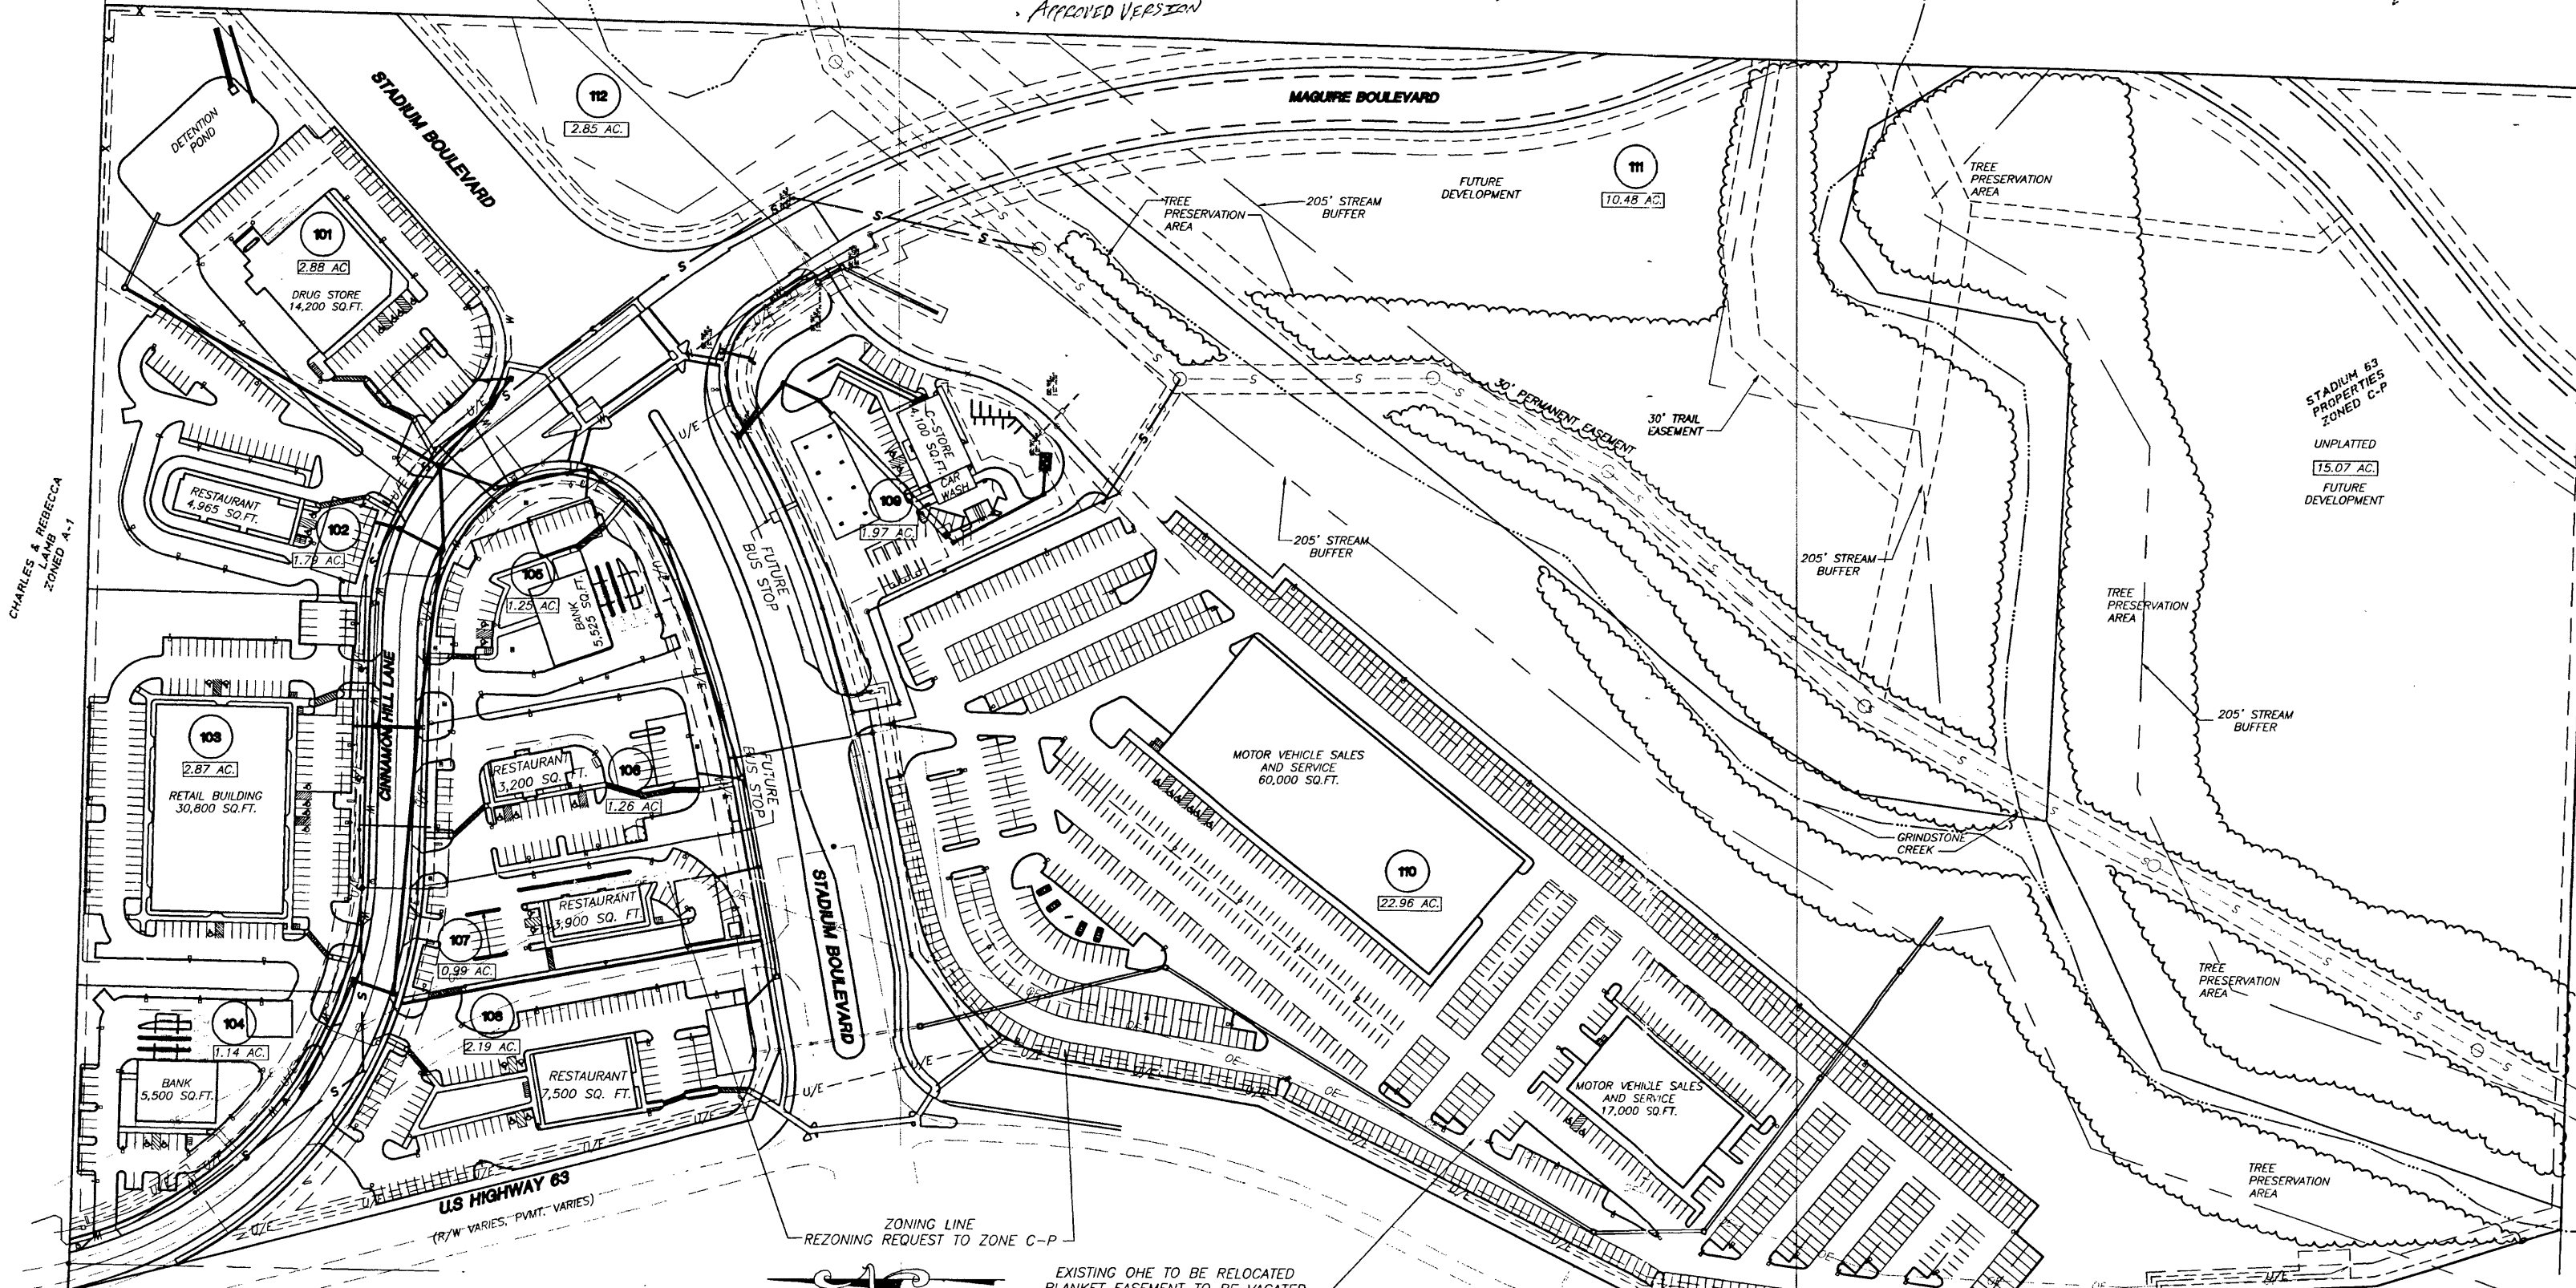 APPROVED VERSION
DETENTION
POND
STADIUM BOULEVARD
112
2.85 AC.
MAGUIRE BOULEVARD
111
10.48 AC.
FUTURE
DEVELOPMENT
TREE
PRESERVATION
AREA
205' STREAM
BUFFER
TREE
PRESERVATION
AREA
101
2.88 AC
DRUG STORE
14,200 SQ.FT.
C-STORE
4,100 SQ.FT.
CAR
WASH
109
1.97 AC.
30' PERMANENT EASEMENT
30' TRAIL
EASEMENT
STADIUM 63
PROPERTIES
ZONED C-P
UNPLATTED
15.07 AC.
FUTURE
DEVELOPMENT
CHARLES & REBECCA
LAMB
ZONED A-1
RESTAURANT
4,965 SQ.FT.
102
1.79 AC.
105
1.25 AC.
BANK
5,525 SQ.FT.
FUTURE
BUS STOP
205' STREAM
BUFFER
205' STREAM
BUFFER
TREE
PRESERVATION
AREA
205' STREAM
BUFFER
CINNAMON HILL LANE
103
2.87 AC.
RETAIL BUILDING
30,800 SQ.FT.
RESTAURANT
3,200 SQ. FT.
106
1.26 AC
FUTURE
BUS STOP
MOTOR VEHICLE SALES
AND SERVICE
60,000 SQ.FT.
110
22.96 AC.
GRINDSTONE
CREEK
RESTAURANT
3,900 SQ. FT.
107
0.99 AC.
STADIUM BOULEVARD
TREE
PRESERVATION
AREA
104
1.14 AC.
BANK
5,500 SQ.FT.
108
2.19 AC.
RESTAURANT
7,500 SQ. FT.
MOTOR VEHICLE SALES
AND SERVICE
17,000 SQ.FT.
TREE
PRESERVATION
AREA
U.S HIGHWAY 63
(R/W VARIES, PVMT. VARIES)
ZONING LINE
REZONING REQUEST TO ZONE C-P
EXISTING OHE TO BE RELOCATED
BLANKET EASEMENT TO BE VACATED